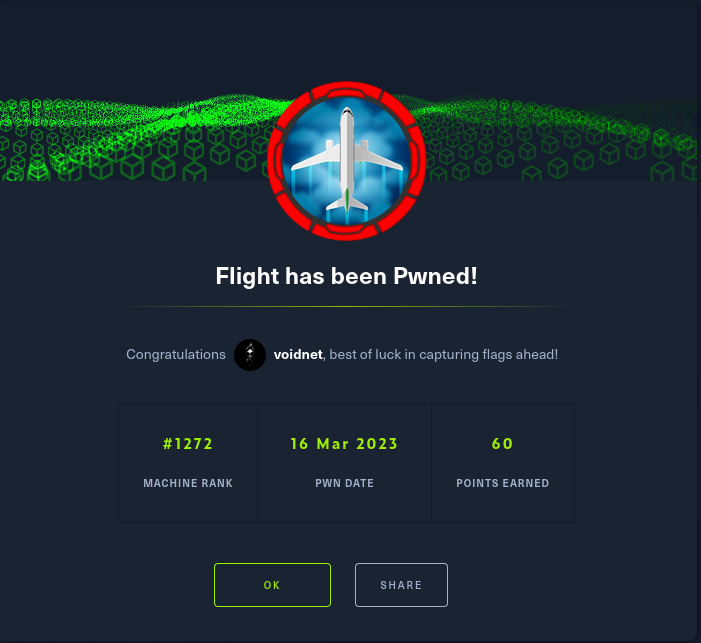 Flight has been Pwned!
Congratulations voidnet, best of luck in capturing flags ahead!
#1272 16 Mar 2023 60
MACHINE RANK PWN DATE POINTS EARNED
OK SHARE